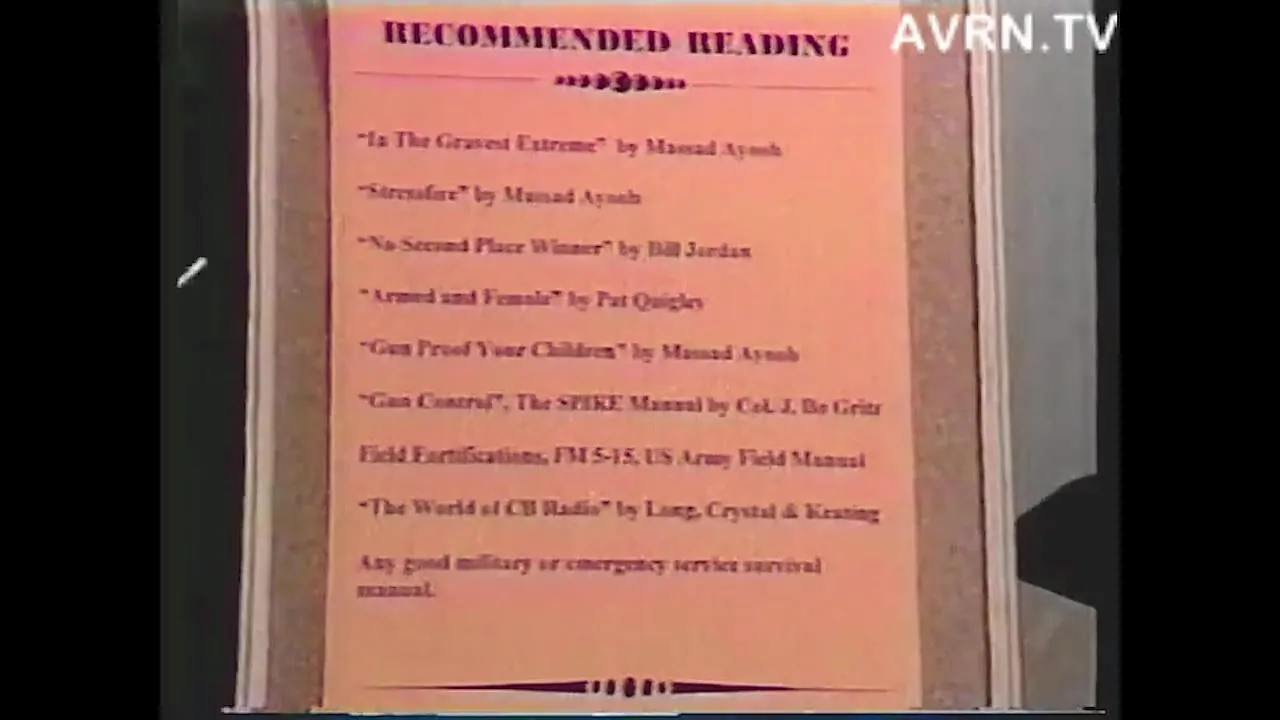 RECOMMENDED READING
AVRN.TV
"In The Gravest Extreme" by Massad Ayoob
"Stressfire" by Massad Ayoob
"No Second Place Winner" by Bill Jordan
"Armed and Female" by Pat Quigley
"Gun Proof Your Children" by Massad Ayoob
"Gun Control", The SPIKE Manual by Col. J. Bo Gritz
Field Fortifications, FM 5-15, US Army Field Manual
"The World of CB Radio" by Long, Crystal & Keating
Any good military or emergency service survival
manual.